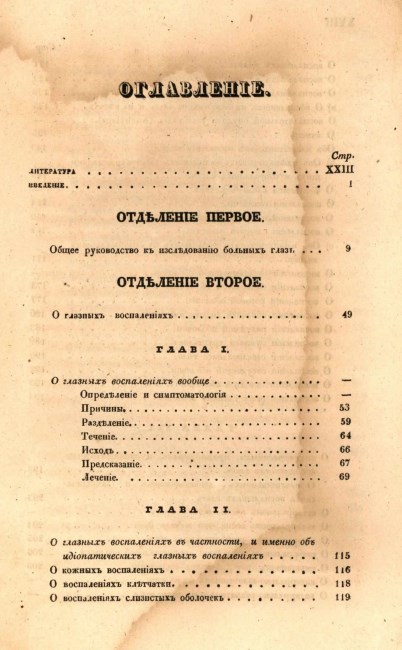 ОГЛАВЛЕНІЕ.
Стр.
ЛИТЕРАТУРА . . . . . . . . . . . . . . . . XXIII
ВВЕДЕНІЕ. . . . . . . . . . . . . . . . . 1
ОТДѢЛЕНІЕ ПЕРВОЕ.
Общее руководство къ изслѣдованію больныхъ глазъ. . . . 9
ОТДѢЛЕНІЕ ВТОРОЕ.
О глазныхъ воспаленіяхъ . . . . . . . . . . . 49
ГЛАВА I.
О глазныхъ воспаленіяхъ вообще . . . . . . . . . —
Опредѣленіе и симптоматологія . . . . . . . . —
Причины. . . . . . . . . . . . . . . . 53
Раздѣленіе. . . . . . . . . . . . . . . 59
Теченіе. . . . . . . . . . . . . . . . 64
Исходъ . . . . . . . . . . . . . . . . 66
Предсказаніе. . . . . . . . . . . . . . 67
Леченіе. . . . . . . . . . . . . . . . 69
ГЛАВА II.
О глазныхъ воспаленіяхъ въ частности, и именно объ
идіопатическихъ глазныхъ воспаленіяхъ . . . . . 115
О кожныхъ воспаленіяхъ . . . . . . . . . . . 116
О воспаленіяхъ клѣтчатки. . . . . . . . . . . 118
О воспаленіяхъ слизистыхъ оболочекъ . . . . . . . 119